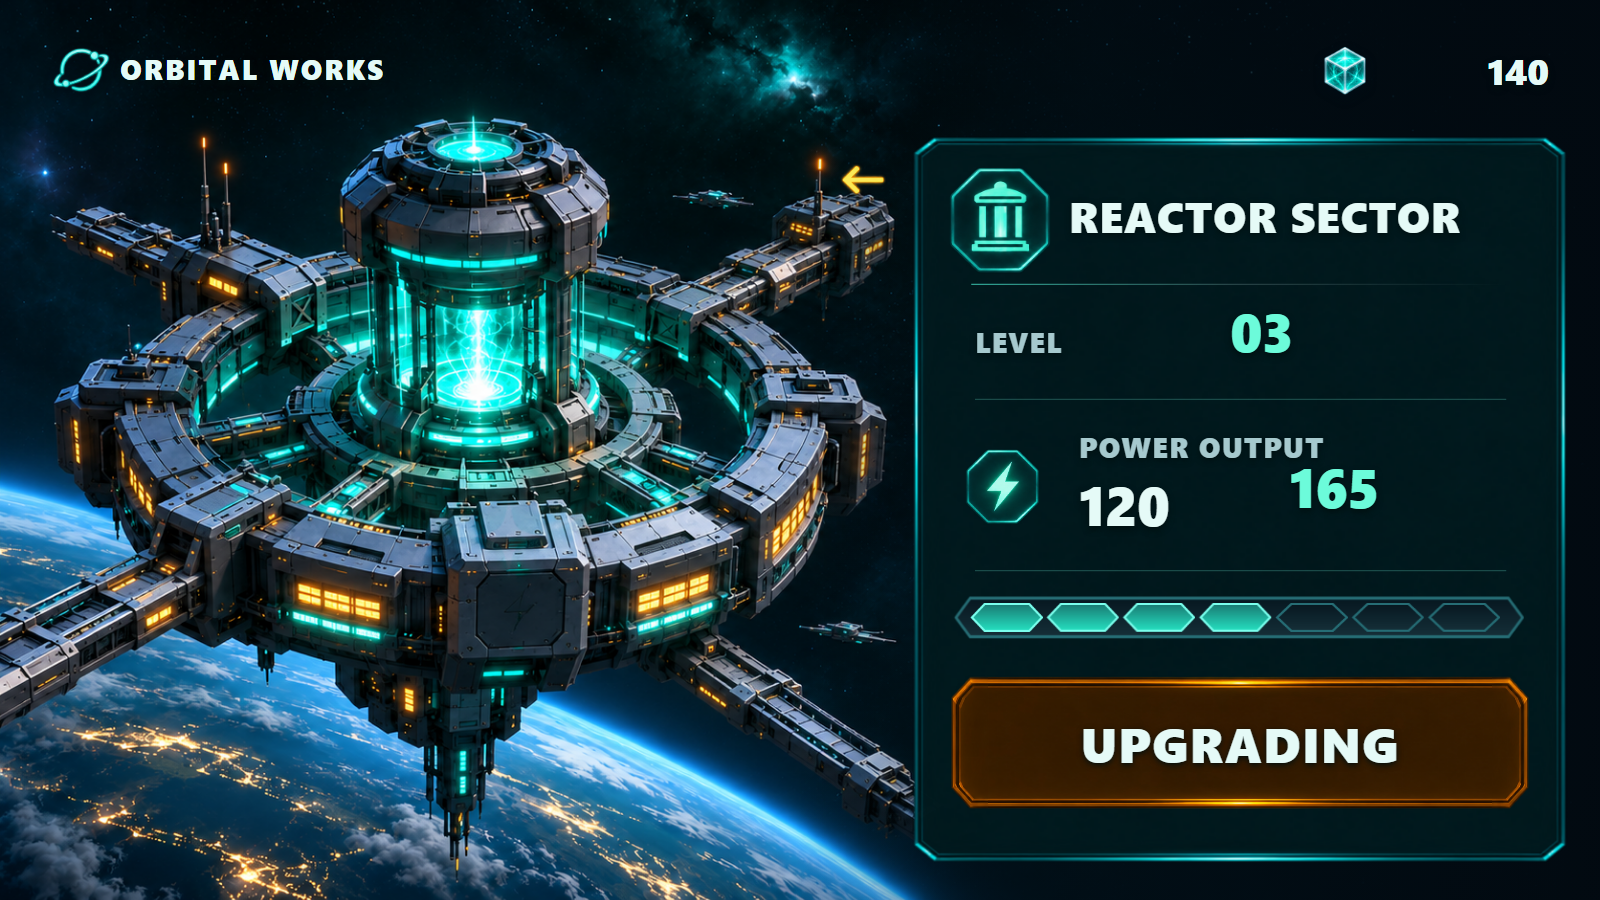 ORBITAL WORKS
140
REACTOR SECTOR
LEVEL 03
POWER OUTPUT
120 165
UPGRADING